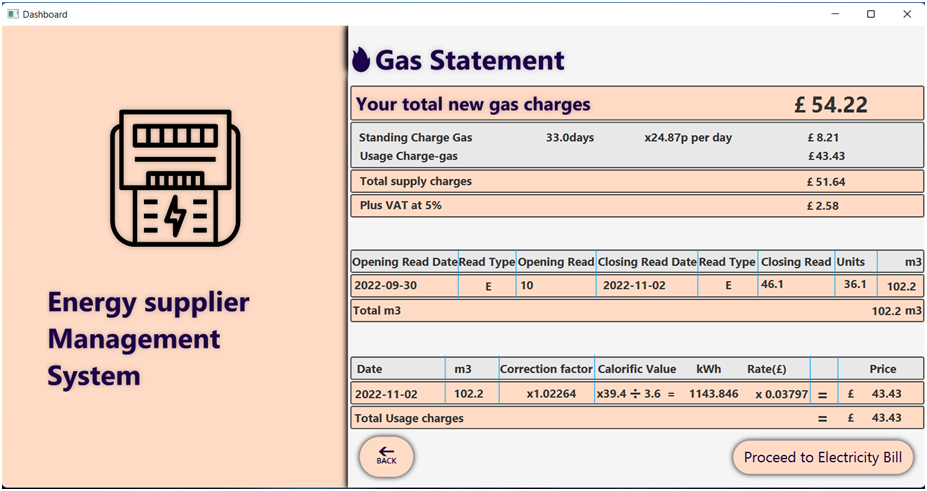 Dashboard
Gas Statement
Your total new gas charges £ 54.22
Standing Charge Gas 33.0days x24.87p per day £ 8.21
Usage Charge-gas £43.43
Total supply charges £ 51.64
Plus VAT at 5% £ 2.58
Opening Read Date Read Type Opening Read Closing Read Date Read Type Closing Read Units m3
2022-09-30 E 10 2022-11-02 E 46.1 36.1 102.2
Total m3 102.2 m3
Energy supplier
Management
System
Date m3 Correction factor Calorific Value kWh Rate(£) Price
2022-11-02 102.2 x1.02264 x39.4 ÷ 3.6 = 1143.846 x 0.03797 = £ 43.43
Total Usage charges = £ 43.43
BACK
Proceed to Electricity Bill